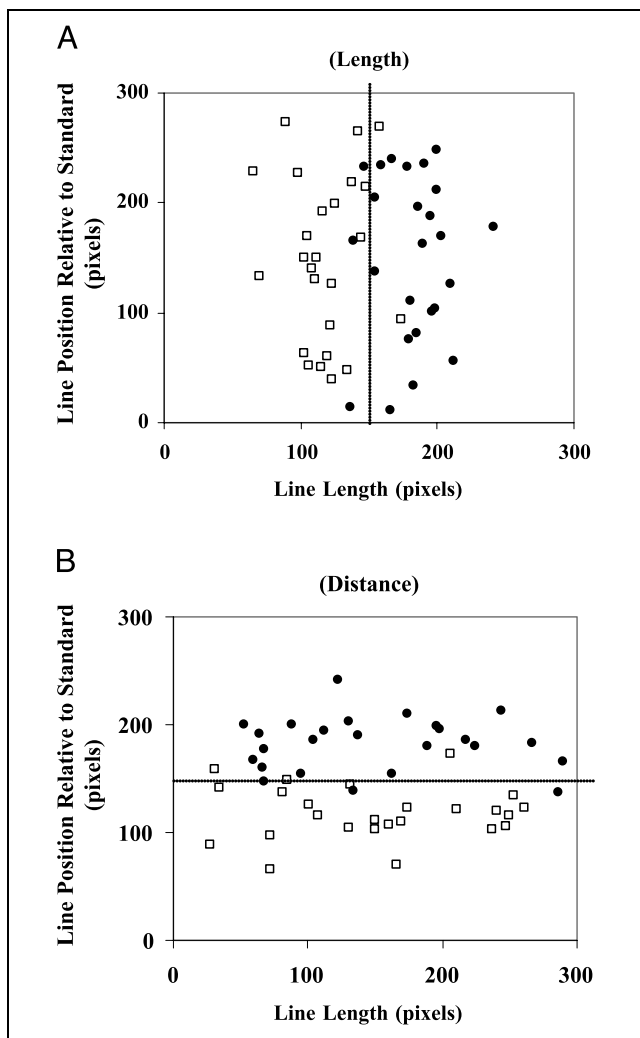 A
(Length)
Line Position Relative to Standard
(pixels)
300
200
100
0
0 100 200 300
Line Length (pixels)
B
(Distance)
Line Position Relative to Standard
(pixels)
300
200
100
0
0 100 200 300
Line Length (pixels)